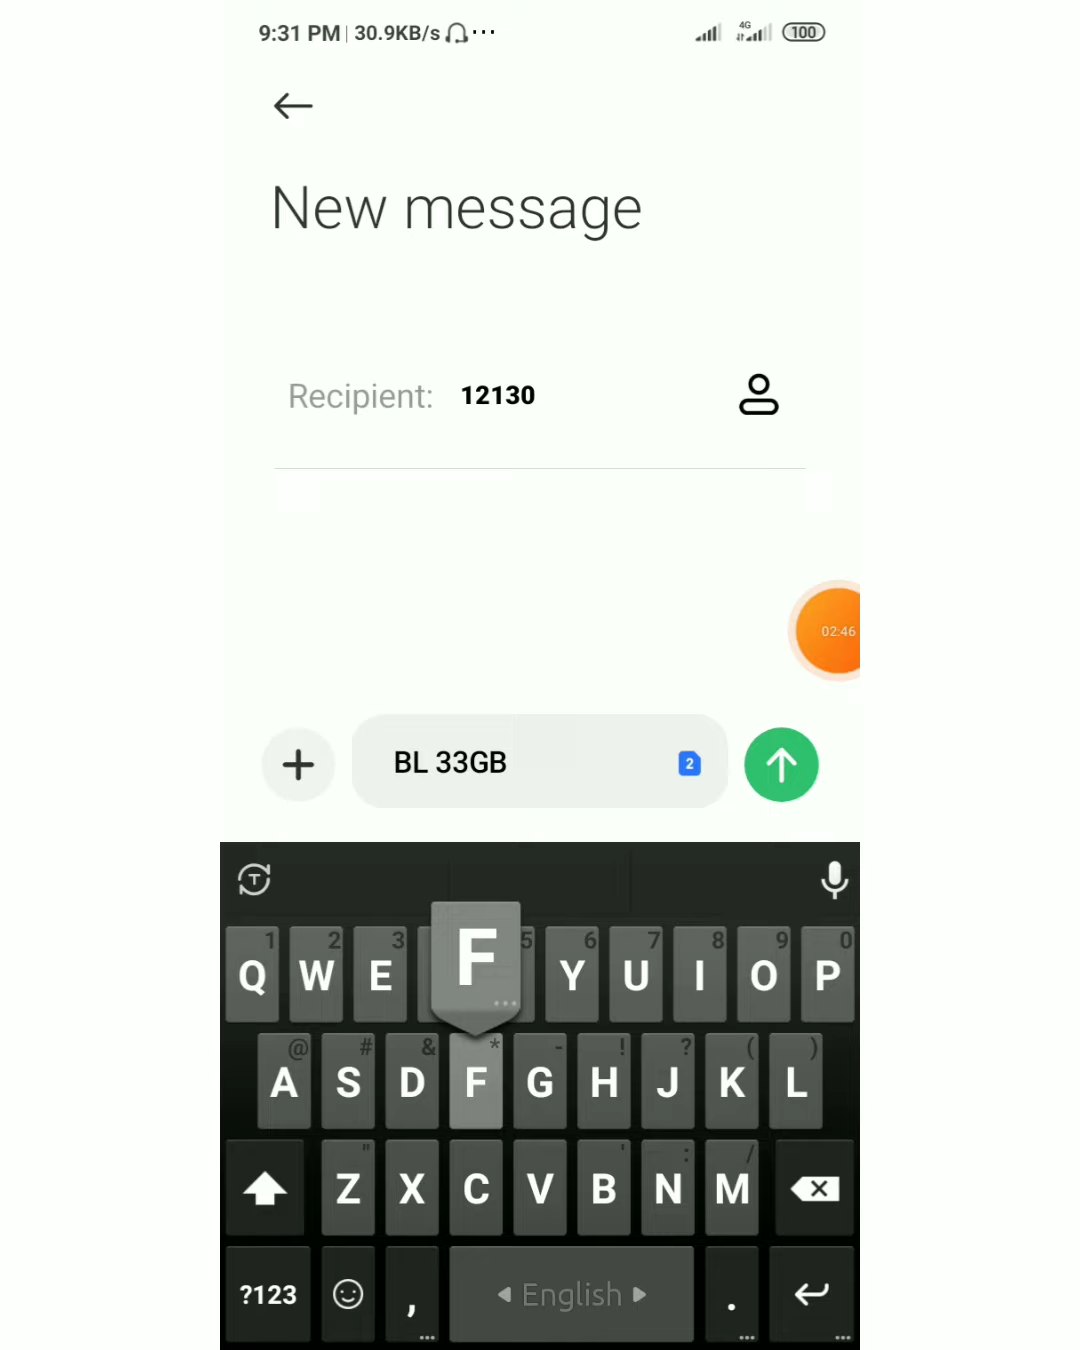 9:31 PM | 30.9KB/s ... 4G 100
New message
Recipient: 12130
02:46
BL 33GB 2
T
1 2 3 5 6 7 8 9 0
Q W E F Y U I O P
@ # & * - ! ? ( )
A S D F G H J K L
" ' : /
Z X C V B N M
?123 , English .